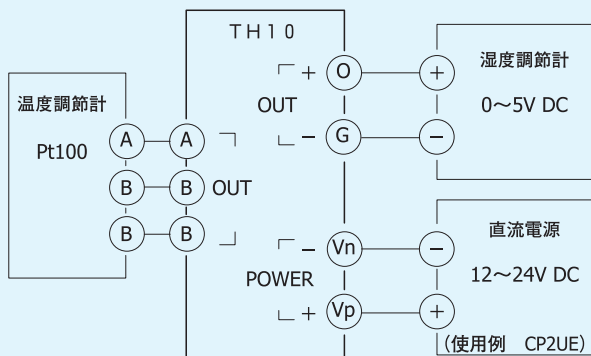 TH10
温度調節計
Pt100
A A
B B
B B
OUT
+ O +
OUT
− G −
湿度調節計
0～5V DC
− Vn −
POWER
+ Vp +
直流電源
12～24V DC
(使用例 CP2UE)